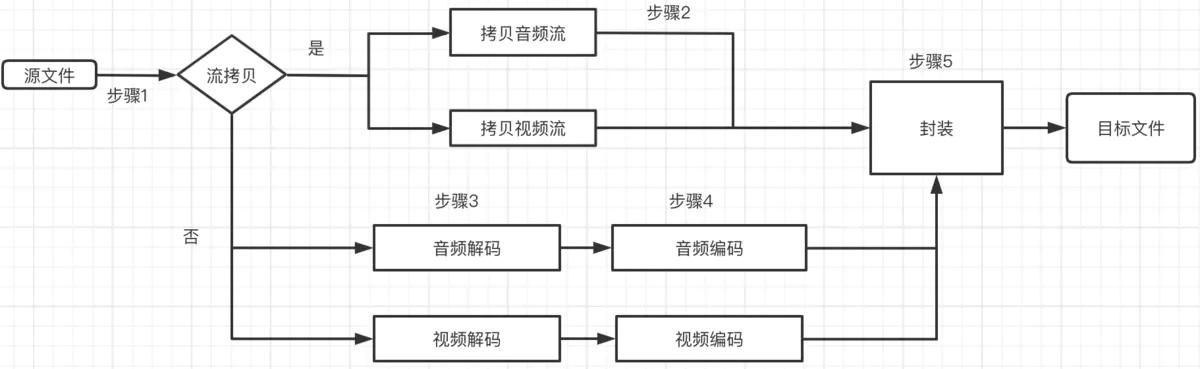 源文件
步骤1
流拷贝
是
否
拷贝音频流
步骤2
拷贝视频流
步骤3
音频解码
步骤4
音频编码
视频解码
视频编码
步骤5
封装
目标文件